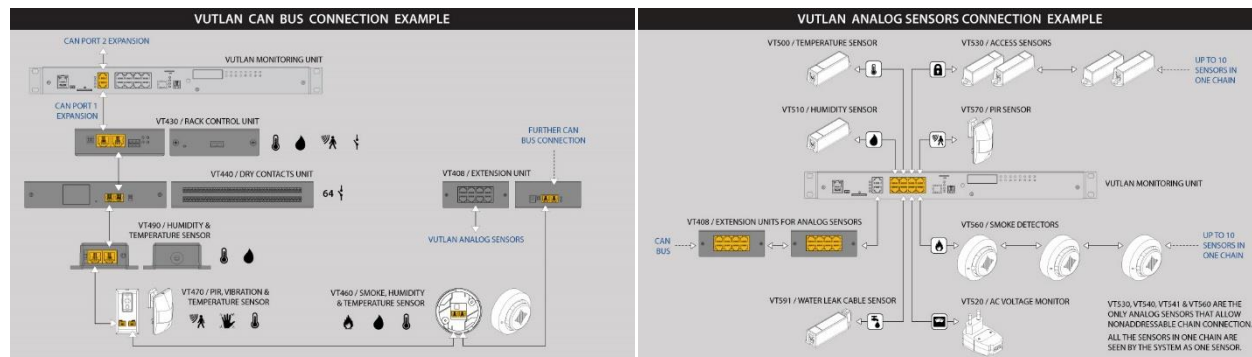 VUTLAN CAN BUS CONNECTION EXAMPLE
CAN PORT 2 EXPANSION
VUTLAN MONITORING UNIT
CAN PORT 1
EXPANSION
VT430 / RACK CONTROL UNIT
FURTHER CAN
BUS CONNECTION
VT440 / DRY CONTACTS UNIT
64
VT408 / EXTENSION UNIT
VT490 / HUMIDITY &
TEMPERATURE SENSOR
VUTLAN ANALOG SENSORS
VT470 / PIR, VIBRATION &
TEMPERATURE SENSOR
VT460 / SMOKE, HUMIDITY
& TEMPERATURE SENSOR
VUTLAN ANALOG SENSORS CONNECTION EXAMPLE
VT500 / TEMPERATURE SENSOR
VT530 / ACCESS SENSORS
UP TO 10
SENSORS IN
ONE CHAIN
VT510 / HUMIDITY SENSOR
VT570 / PIR SENSOR
VUTLAN MONITORING UNIT
VT408 / EXTENSION UNITS FOR ANALOG SENSORS
VT560 / SMOKE DETECTORS
CAN
BUS
UP TO 10
SENSORS IN
ONE CHAIN
VT591 / WATER LEAK CABLE SENSOR
VT520 / AC VOLTAGE MONITOR
VT530, VT540, VT541 & VT560 ARE THE
ONLY ANALOG SENSORS THAT ALLOW
NONADDRESSABLE CHAIN CONNECTION.
ALL THE SENSORS IN ONE CHAIN ARE
SEEN BY THE SYSTEM AS ONE SENSOR.